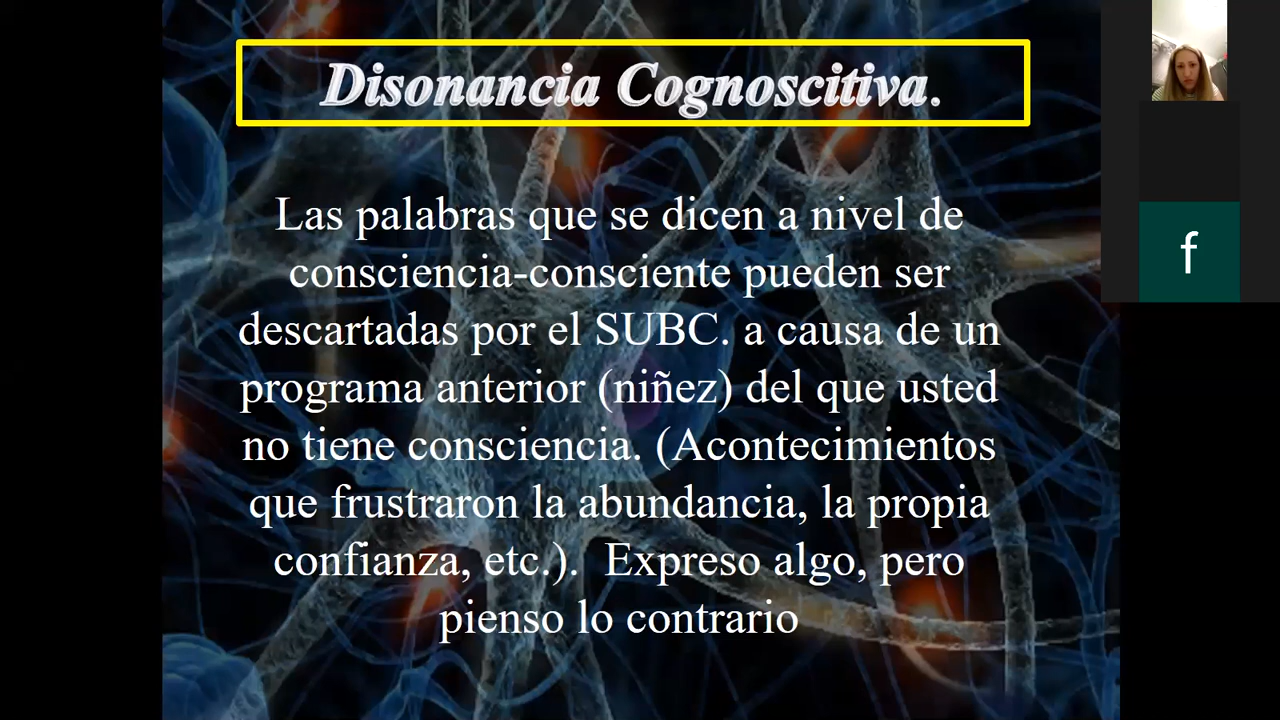 Disonancia Cognoscitiva.
Las palabras que se dicen a nivel de
consciencia-consciente pueden ser
descartadas por el SUBC. a causa de un
programa anterior (niñez) del que usted
no tiene consciencia. (Acontecimientos
que frustraron la abundancia, la propia
confianza, etc.).  Expreso algo, pero
pienso lo contrario
f